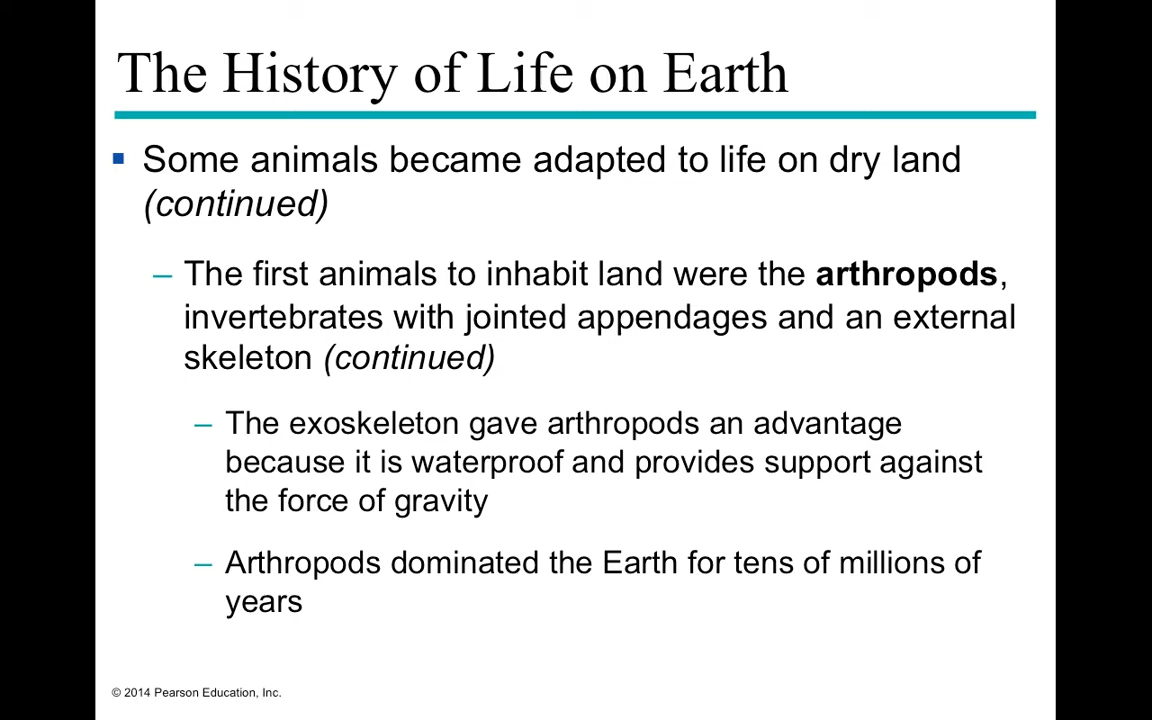 The History of Life on Earth
▪ Some animals became adapted to life on dry land
(continued)
– The first animals to inhabit land were the arthropods,
invertebrates with jointed appendages and an external
skeleton (continued)
– The exoskeleton gave arthropods an advantage
because it is waterproof and provides support against
the force of gravity
– Arthropods dominated the Earth for tens of millions of
years
© 2014 Pearson Education, Inc.